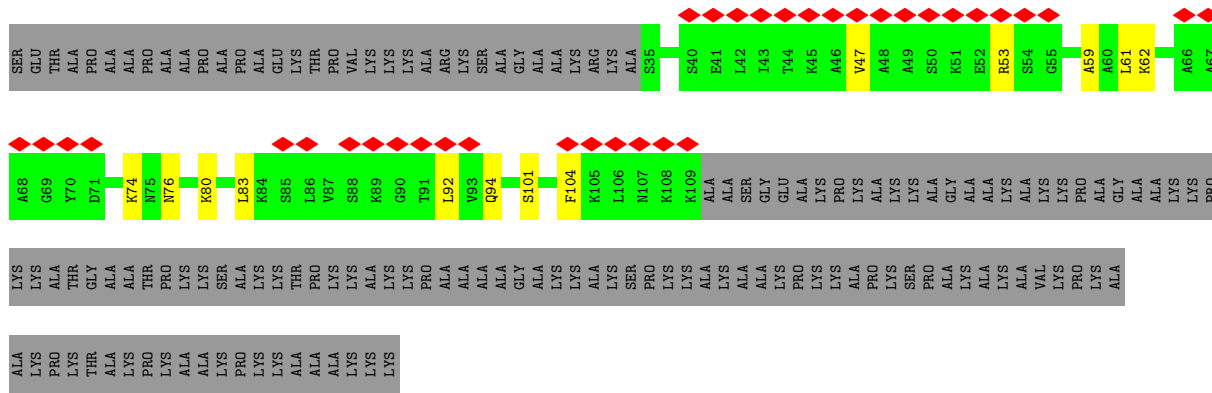 SER GLU THR ALA PRO ALA ALA PRO ALA ALA PRO ALA PRO ALA GLU LYS THR PRO VAL LYS LYS LYS ALA ARG LYS SER ALA GLY ALA ALA LYS ARG LYS ALA S35 S40 E41 L42 I43 T44 K45 A46 V47 A48 A49 S50 K51 E52 R53 S54 G55 A59 A60 L61 K62 A66 A67
A68 G69 Y70 D71 K74 N75 N76 K80 L83 K84 S85 L86 V87 S88 K89 G90 T91 L92 V93 Q94 S101 F104 K105 L106 N107 K108 K109 ALA ALA SER GLY GLU ALA LYS PRO LYS ALA LYS LYS ALA GLY ALA ALA LYS ALA LYS LYS PRO ALA GLY ALA ALA LYS LYS PRO
LYS LYS ALA THR GLY ALA ALA THR PRO LYS LYS SER ALA LYS LYS THR PRO LYS LYS ALA LYS LYS PRO ALA ALA ALA ALA GLY ALA LYS LYS ALA LYS SER PRO LYS LYS ALA LYS ALA ALA LYS PRO LYS LYS ALA PRO LYS SER PRO ALA LYS ALA LYS ALA VAL LYS PRO LYS ALA
ALA LYS PRO LYS THR ALA LYS PRO LYS ALA ALA LYS PRO LYS LYS ALA ALA ALA LYS LYS LYS